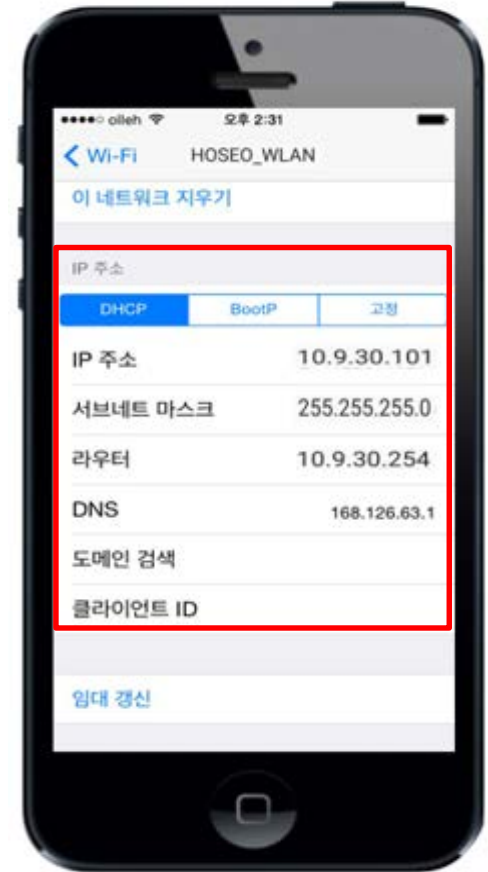 olleh 오후 2:31
Wi-Fi HOSEO_WLAN
이 네트워크 지우기
IP 주소
DHCP BootP 고정
IP 주소 10.9.30.101
서브네트 마스크 255.255.255.0
라우터 10.9.30.254
DNS 168.126.63.1
도메인 검색
클라이언트 ID
임대 갱신